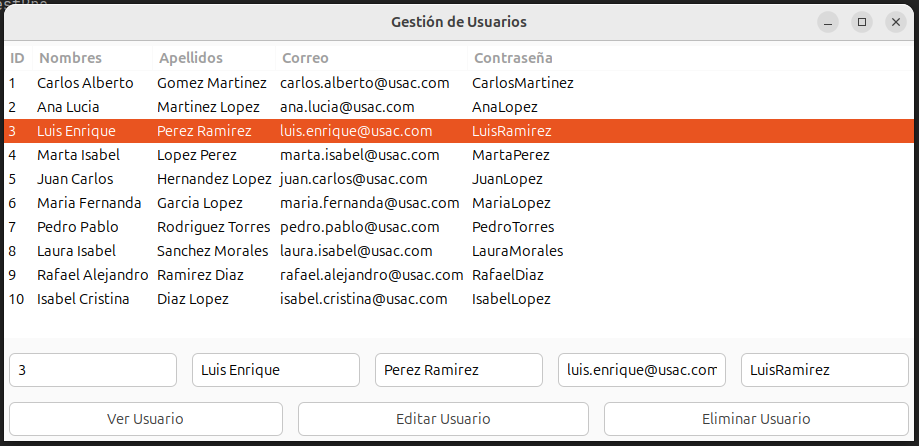 Gestión de Usuarios
ID Nombres Apellidos Correo Contraseña
1 Carlos Alberto Gomez Martinez carlos.alberto@usac.com CarlosMartinez
2 Ana Lucia Martinez Lopez ana.lucia@usac.com AnaLopez
3 Luis Enrique Perez Ramirez luis.enrique@usac.com LuisRamirez
4 Marta Isabel Lopez Perez marta.isabel@usac.com MartaPerez
5 Juan Carlos Hernandez Lopez juan.carlos@usac.com JuanLopez
6 Maria Fernanda Garcia Lopez maria.fernanda@usac.com MariaLopez
7 Pedro Pablo Rodriguez Torres pedro.pablo@usac.com PedroTorres
8 Laura Isabel Sanchez Morales laura.isabel@usac.com LauraMorales
9 Rafael Alejandro Ramirez Diaz rafael.alejandro@usac.com RafaelDiaz
10 Isabel Cristina Diaz Lopez isabel.cristina@usac.com IsabelLopez
3 Luis Enrique Perez Ramirez luis.enrique@usac.com LuisRamirez
Ver Usuario Editar Usuario Eliminar Usuario